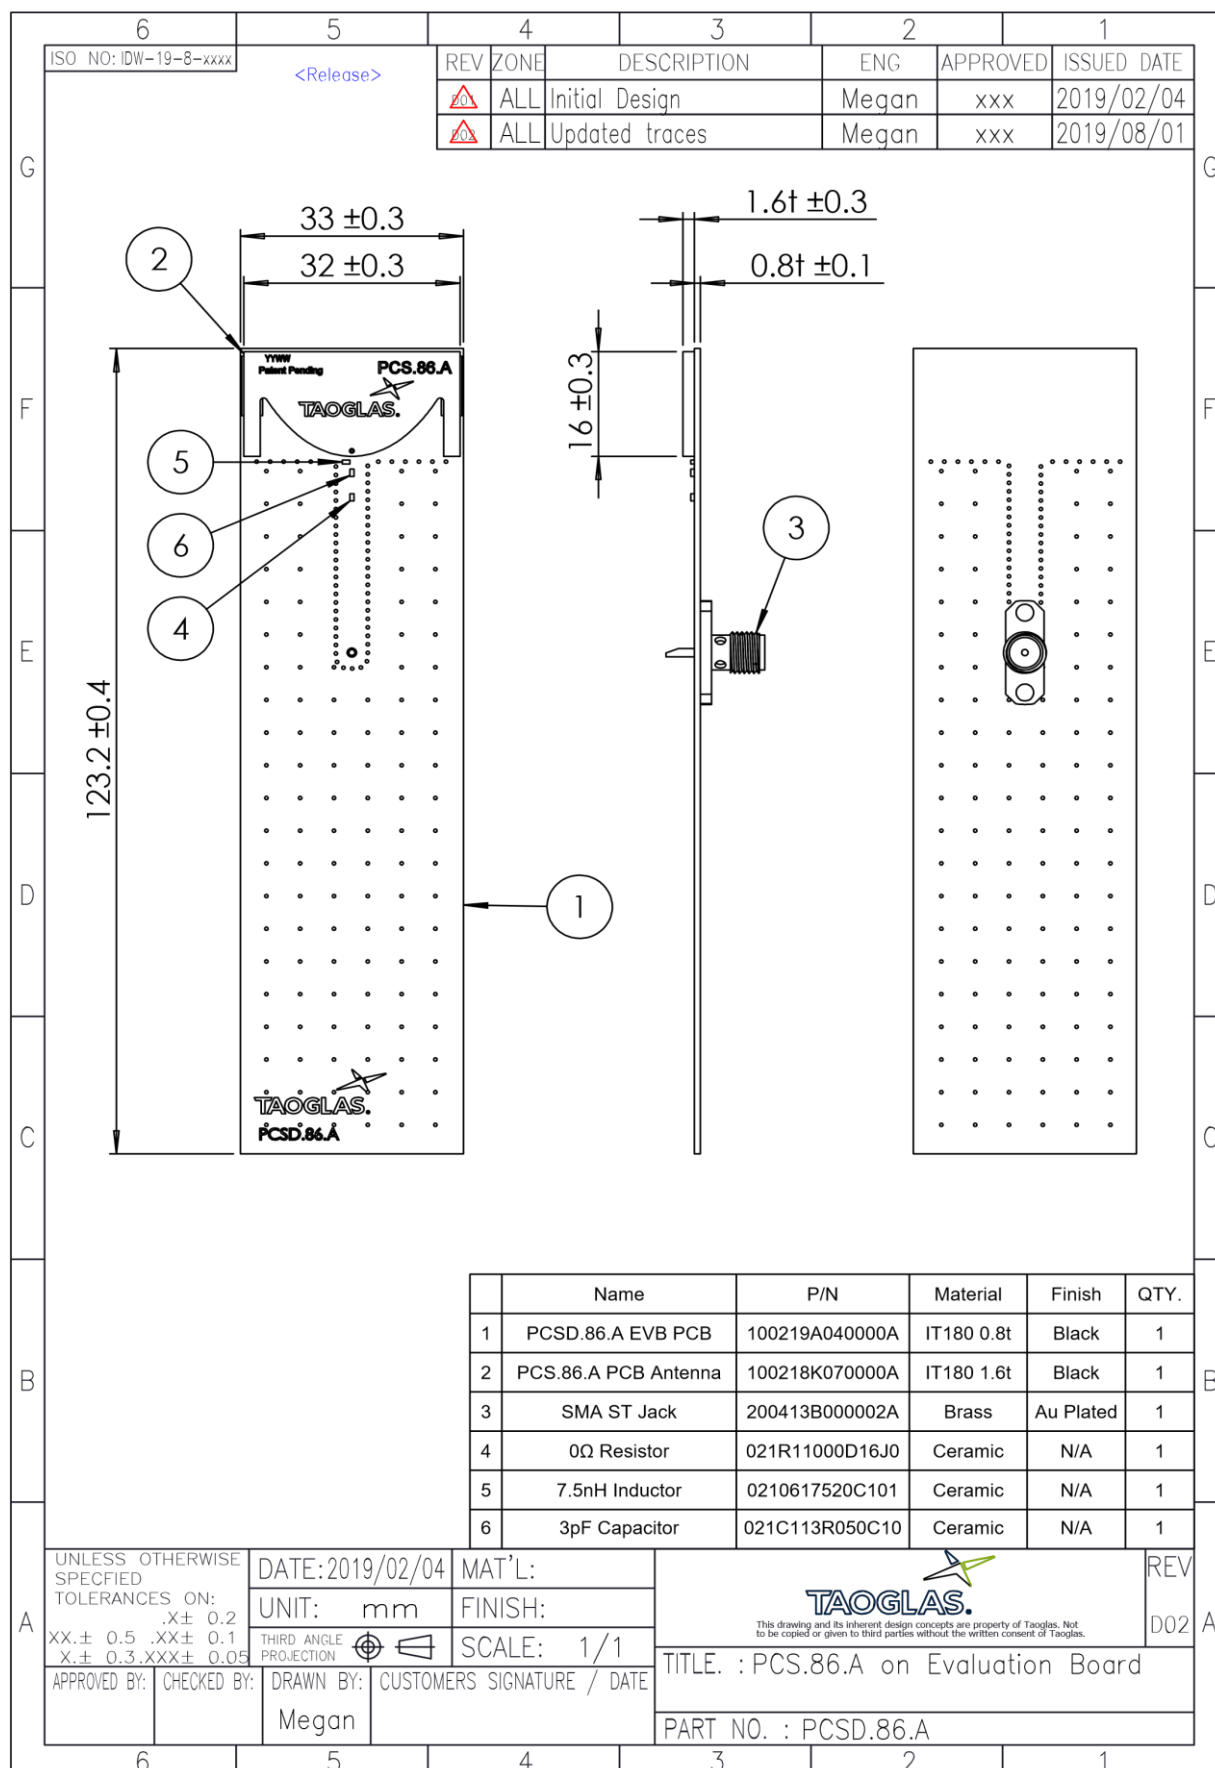 6 5 4 3 2 1
ISO NO: IDW-19-8-xxxx
<Release>
REV ZONE DESCRIPTION ENG APPROVED ISSUED DATE
D01 ALL Initial Design Megan xxx 2019/02/04
D02 ALL Updated traces Megan xxx 2019/08/01
G G
33 ±0.3
1.6t ±0.3
2
32 ±0.3
0.8t ±0.1
YYWW
Patent Pending
PCS.86.A
TAOGLAS.
16 ±0.3
F F
5
6
3
4
E E
123.2 ±0.4
D D
1
TAOGLAS.
PCSD.86.A
C C
Name P/N Material Finish QTY.
1 PCSD.86.A EVB PCB 100219A040000A IT180 0.8t Black 1
2 PCS.86.A PCB Antenna 100218K070000A IT180 1.6t Black 1
B B
3 SMA ST Jack 200413B000002A Brass Au Plated 1
4 0Ω Resistor 021R11000D16J0 Ceramic N/A 1
5 7.5nH Inductor 0210617520C101 Ceramic N/A 1
6 3pF Capacitor 021C113R050C10 Ceramic N/A 1
UNLESS OTHERWISE
SPECFIED
TOLERANCES ON:
.X± 0.2
XX.± 0.5 .XX± 0.1
X.± 0.3 .XXX± 0.05
DATE: 2019/02/04
MAT'L:
UNIT: mm
FINISH:
THIRD ANGLE
PROJECTION
SCALE: 1/1
TAOGLAS.
This drawing and its inherent design concepts are property of Taoglas. Not
to be copied or given to third parties without the written consent of Taoglas.
REV
D02
A A
APPROVED BY: CHECKED BY: DRAWN BY: CUSTOMERS SIGNATURE / DATE
Megan
TITLE. : PCS.86.A on Evaluation Board
PART NO. : PCSD.86.A
6 5 4 3 2 1